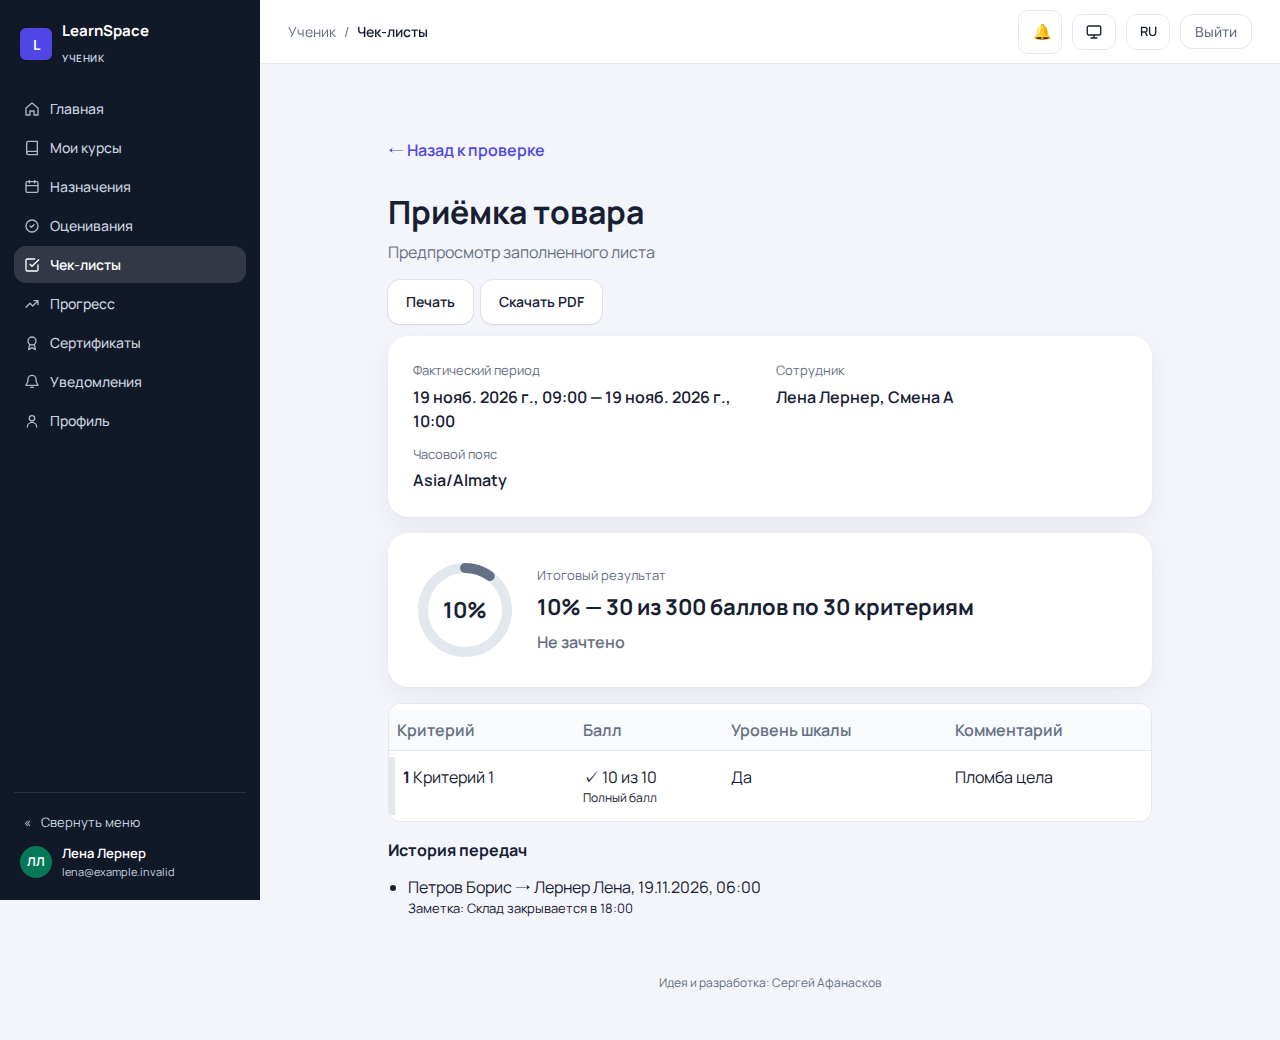 L
LearnSpace
УЧЕНИК
Главная
Мои курсы
Назначения
Оценивания
Чек-листы
Прогресс
Сертификаты
Уведомления
Профиль
« Свернуть меню
ЛЛ
Лена Лернер
lena@example.invalid
Ученик / Чек-листы
RU
Выйти
← Назад к проверке
Приёмка товара
Предпросмотр заполненного листа
Печать
Скачать PDF
Фактический период
19 нояб. 2026 г., 09:00 — 19 нояб. 2026 г.,
10:00
Сотрудник
Лена Лернер, Смена А
Часовой пояс
Asia/Almaty
10%
Итоговый результат
10% — 30 из 300 баллов по 30 критериям
Не зачтено
Критерий Балл Уровень шкалы Комментарий
1 Критерий 1 ✓ 10 из 10 Да Пломба цела
Полный балл
История передач
• Петров Борис → Лернер Лена, 19.11.2026, 06:00
Заметка: Склад закрывается в 18:00
Идея и разработка: Сергей Афанасков